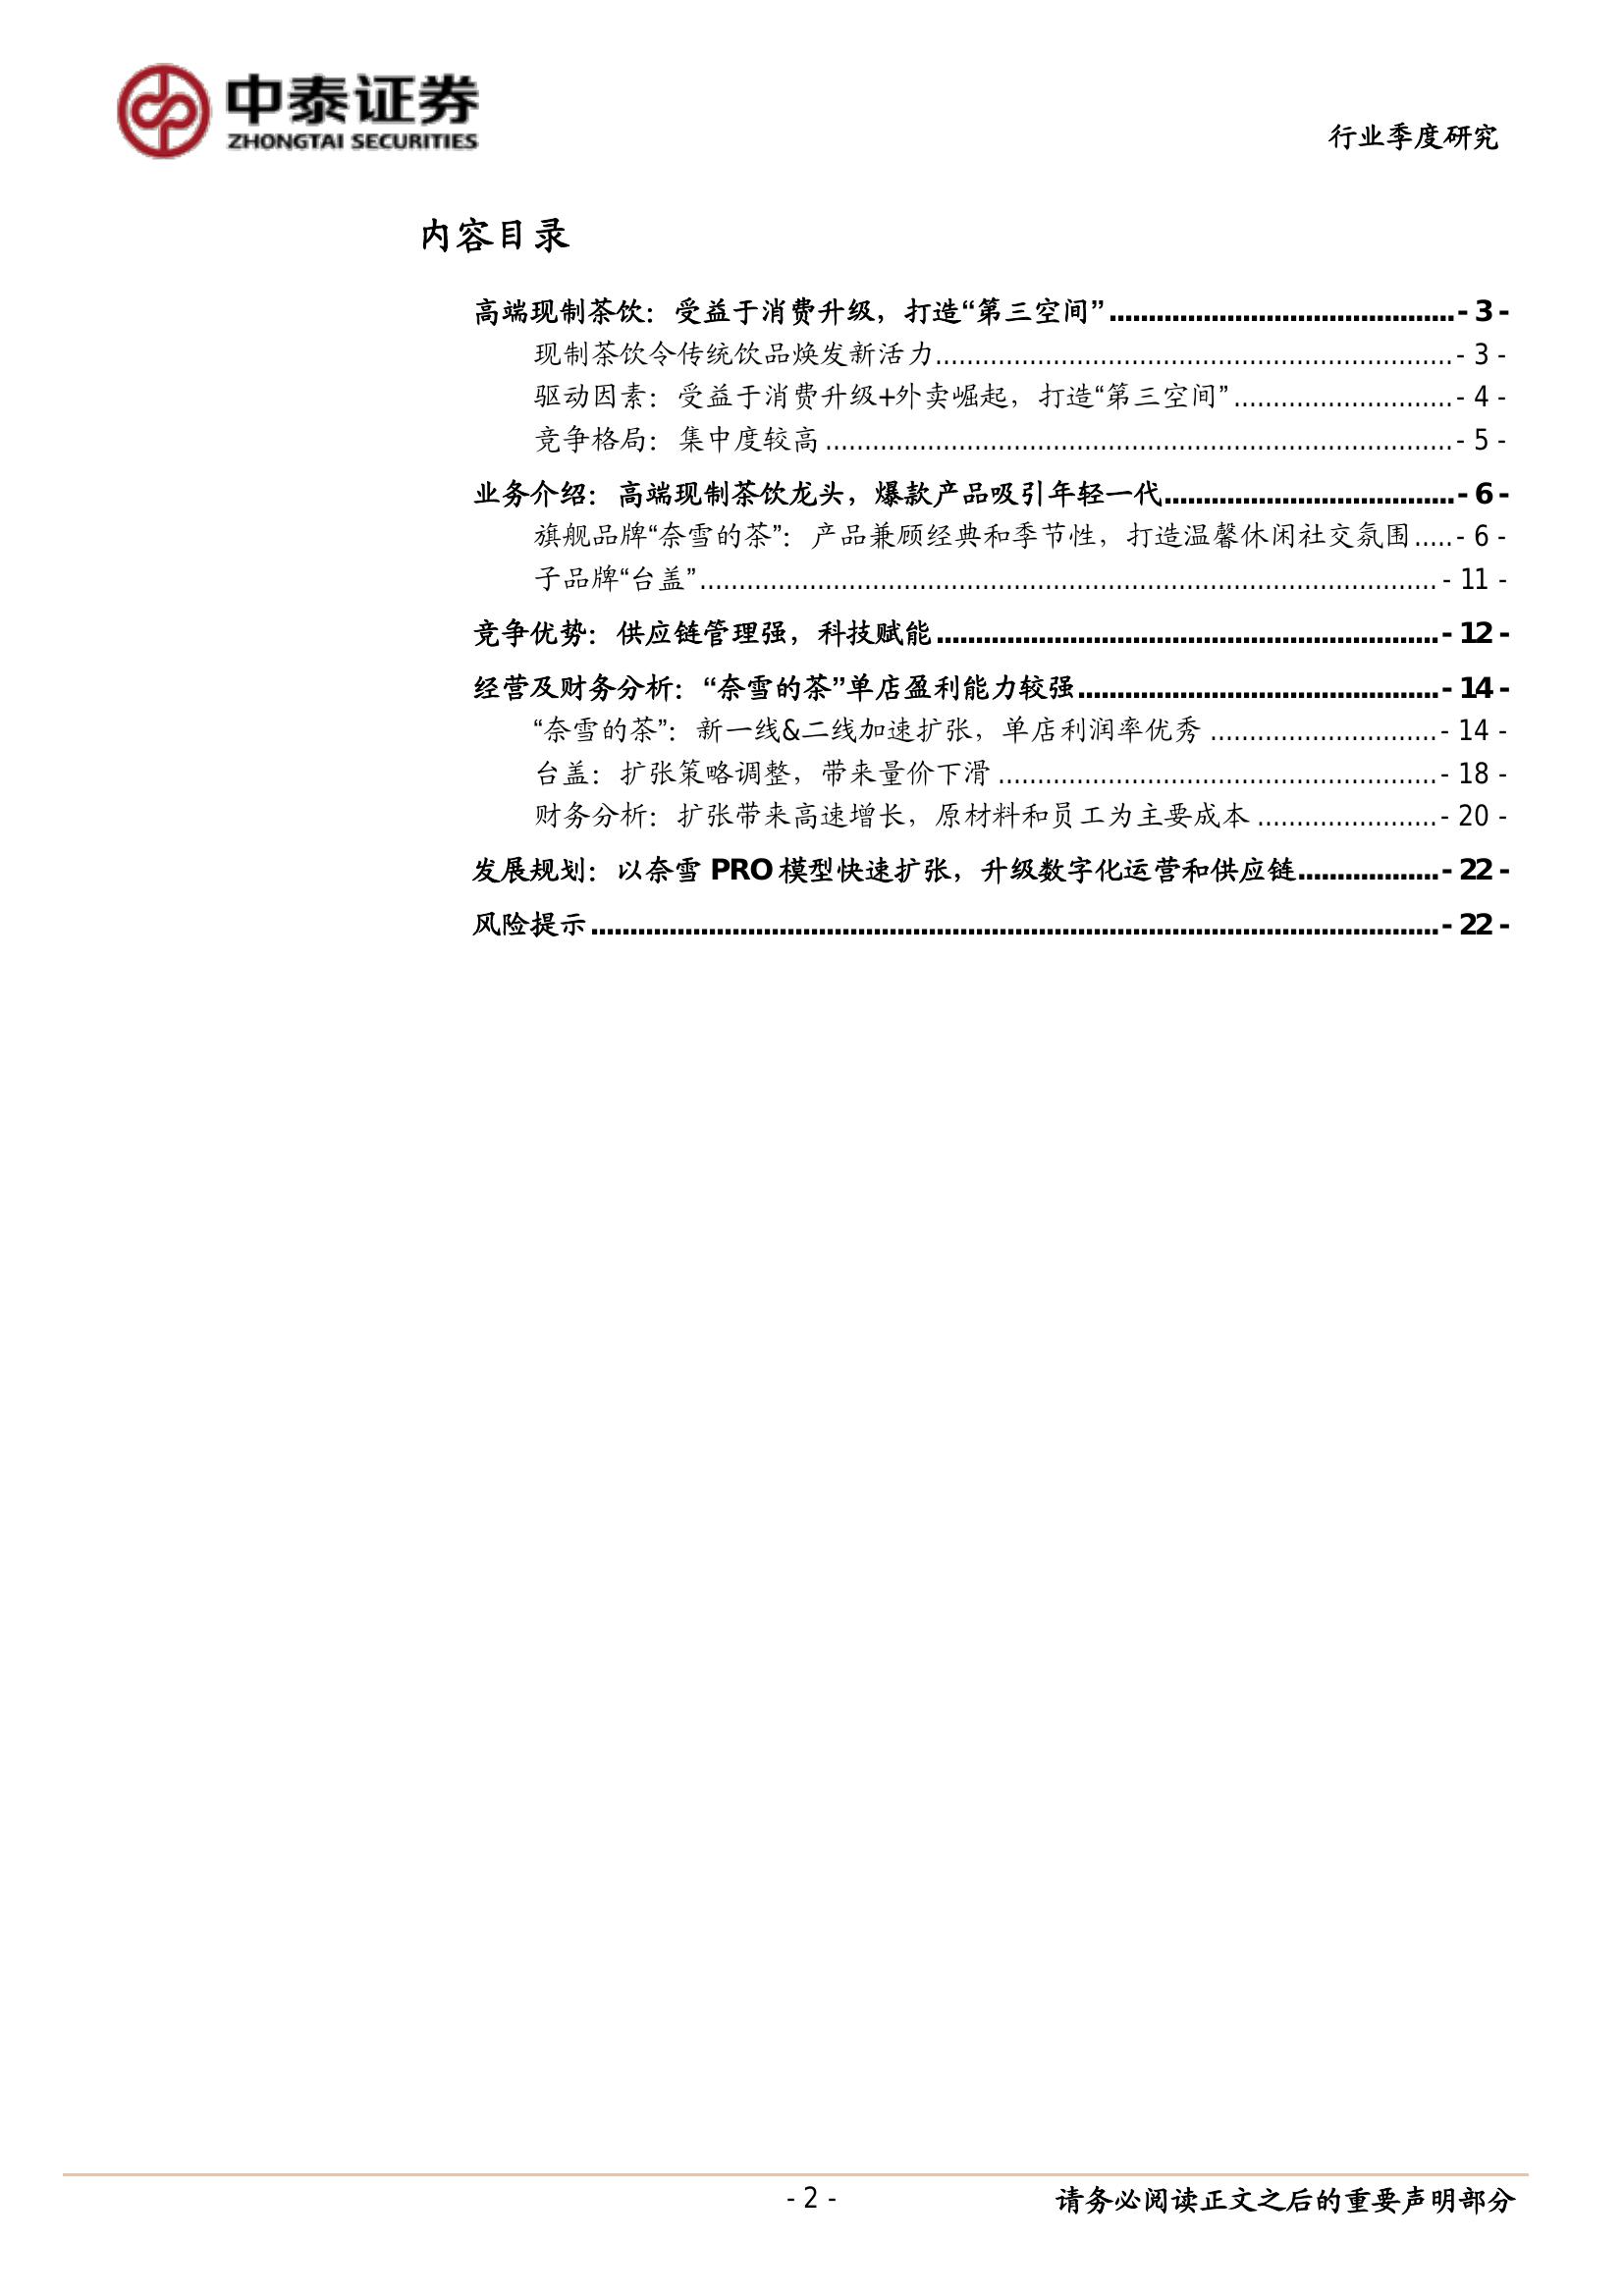 中泰证券
ZHONGTAI SECURITIES
行业季度研究
内容目录
高端现制茶饮：受益于消费升级，打造“第三空间”............................................- 3 -
现制茶饮令传统饮品焕发新活力..................................................................- 3 -
驱动因素：受益于消费升级+外卖崛起，打造“第三空间”............................- 4 -
竞争格局：集中度较高................................................................................- 5 -
业务介绍：高端现制茶饮龙头，爆款产品吸引年轻一代.....................................- 6 -
旗舰品牌“奈雪的茶”：产品兼顾经典和季节性，打造温馨休闲社交氛围.....- 6 -
子品牌“台盖”..............................................................................................- 11 -
竞争优势：供应链管理强，科技赋能................................................................- 12 -
经营及财务分析：“奈雪的茶”单店盈利能力较强..............................................- 14 -
“奈雪的茶”：新一线&二线加速扩张，单店利润率优秀.............................- 14 -
台盖：扩张策略调整，带来量价下滑........................................................- 18 -
财务分析：扩张带来高速增长，原材料和员工为主要成本.......................- 20 -
发展规划：以奈雪 PRO 模型快速扩张，升级数字化运营和供应链..................- 22 -
风险提示............................................................................................................- 22 -
- 2 -
请务必阅读正文之后的重要声明部分